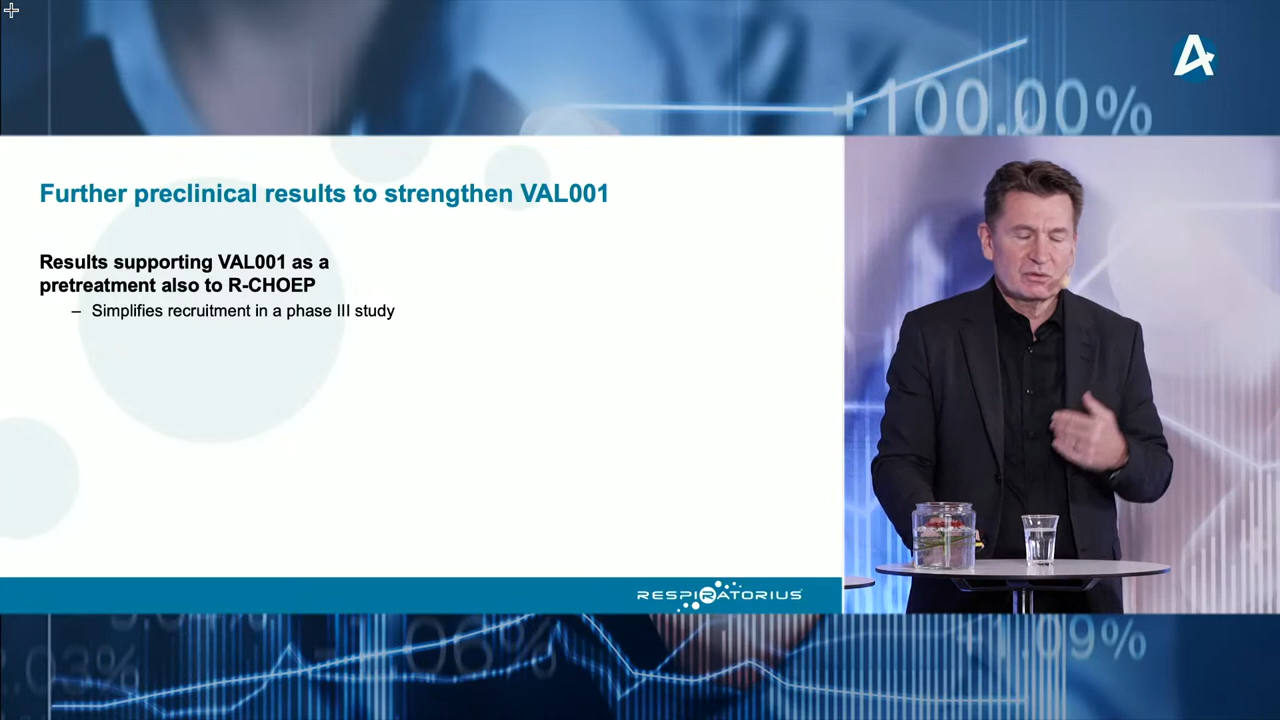 +100.00%
Further preclinical results to strengthen VAL001
Results supporting VAL001 as a
pretreatment also to R-CHOEP
– Simplifies recruitment in a phase III study
RESPIRATORIUS
+1.09%